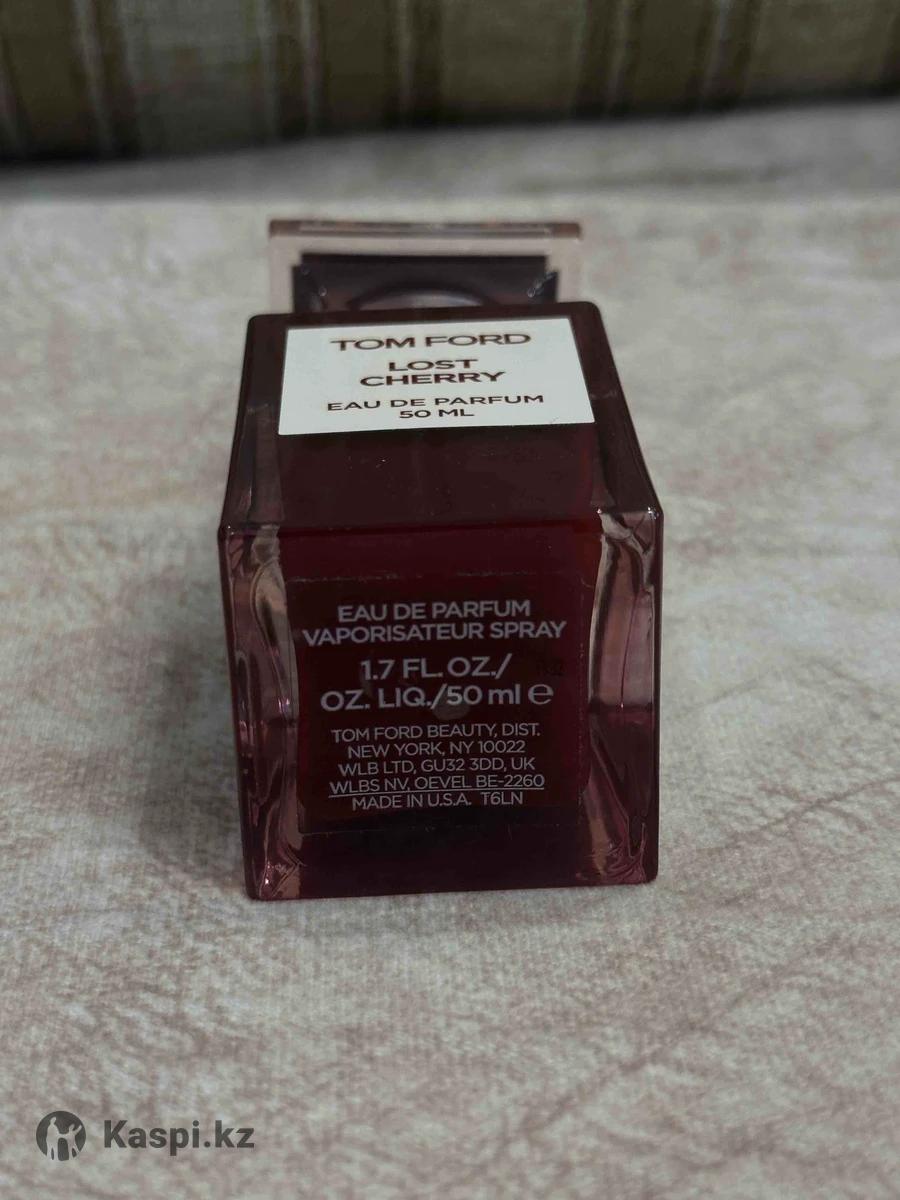 TOM FORD
LOST
CHERRY
EAU DE PARFUM
50 ML
EAU DE PARFUM
VAPORISATEUR SPRAY
1.7 FL.OZ./
OZ. LIQ./50 ml ℮
TOM FORD BEAUTY, DIST.
NEW YORK, NY 10022
WLB LTD, GU32 3DD, UK
WLBS NV, OEVEL BE-2260
MADE IN U.S.A. T6LN
Kaspi.kz